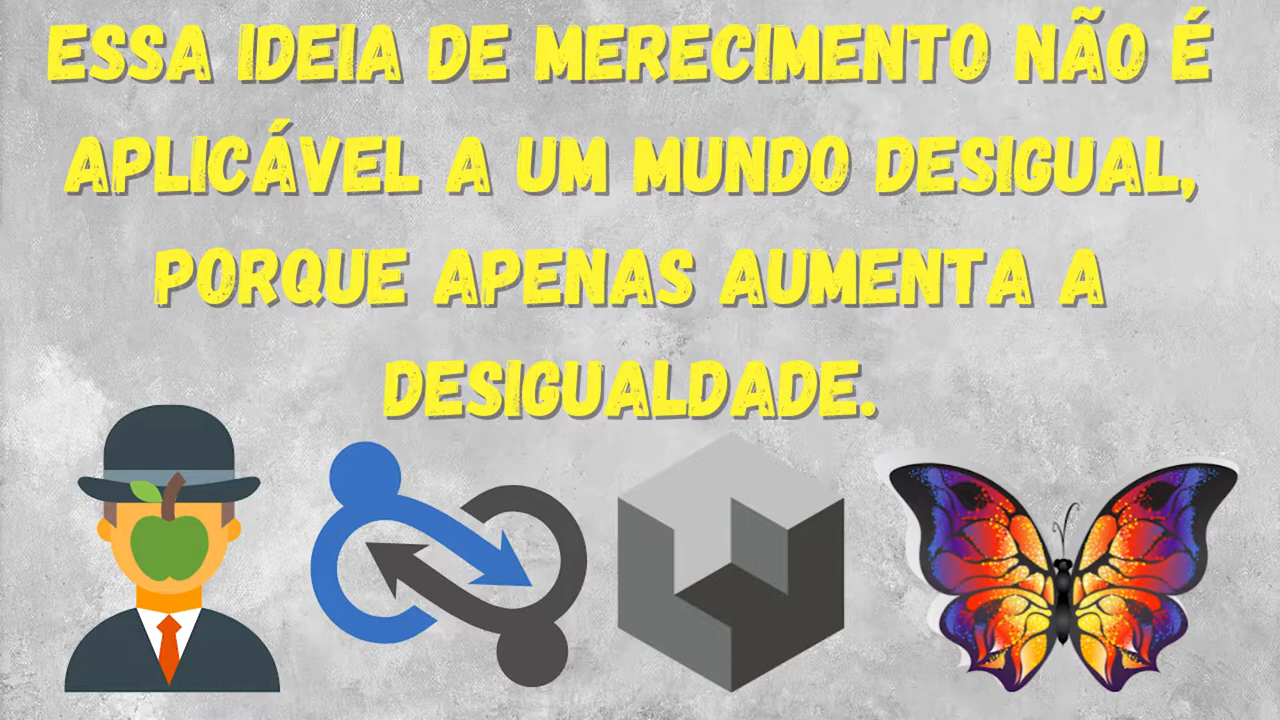 ESSA IDEIA DE MERECIMENTO NÃO É
APLICÁVEL A UM MUNDO DESIGUAL,
PORQUE APENAS AUMENTA A
DESIGUALDADE.